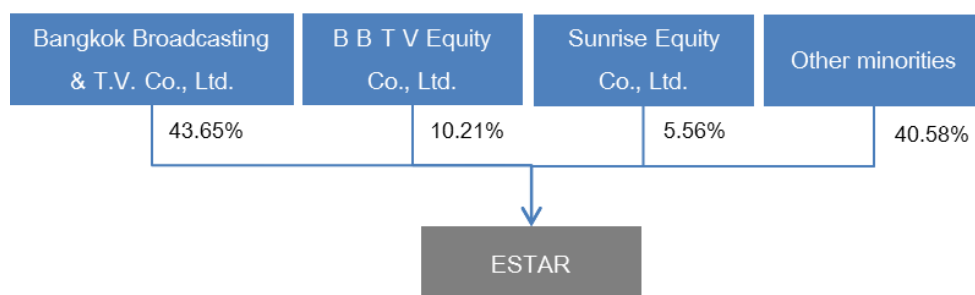 Bangkok Broadcasting
& T.V. Co., Ltd.
B B T V Equity
Co., Ltd.
Sunrise Equity
Co., Ltd.
Other minorities
43.65%
10.21%
5.56%
40.58%
ESTAR